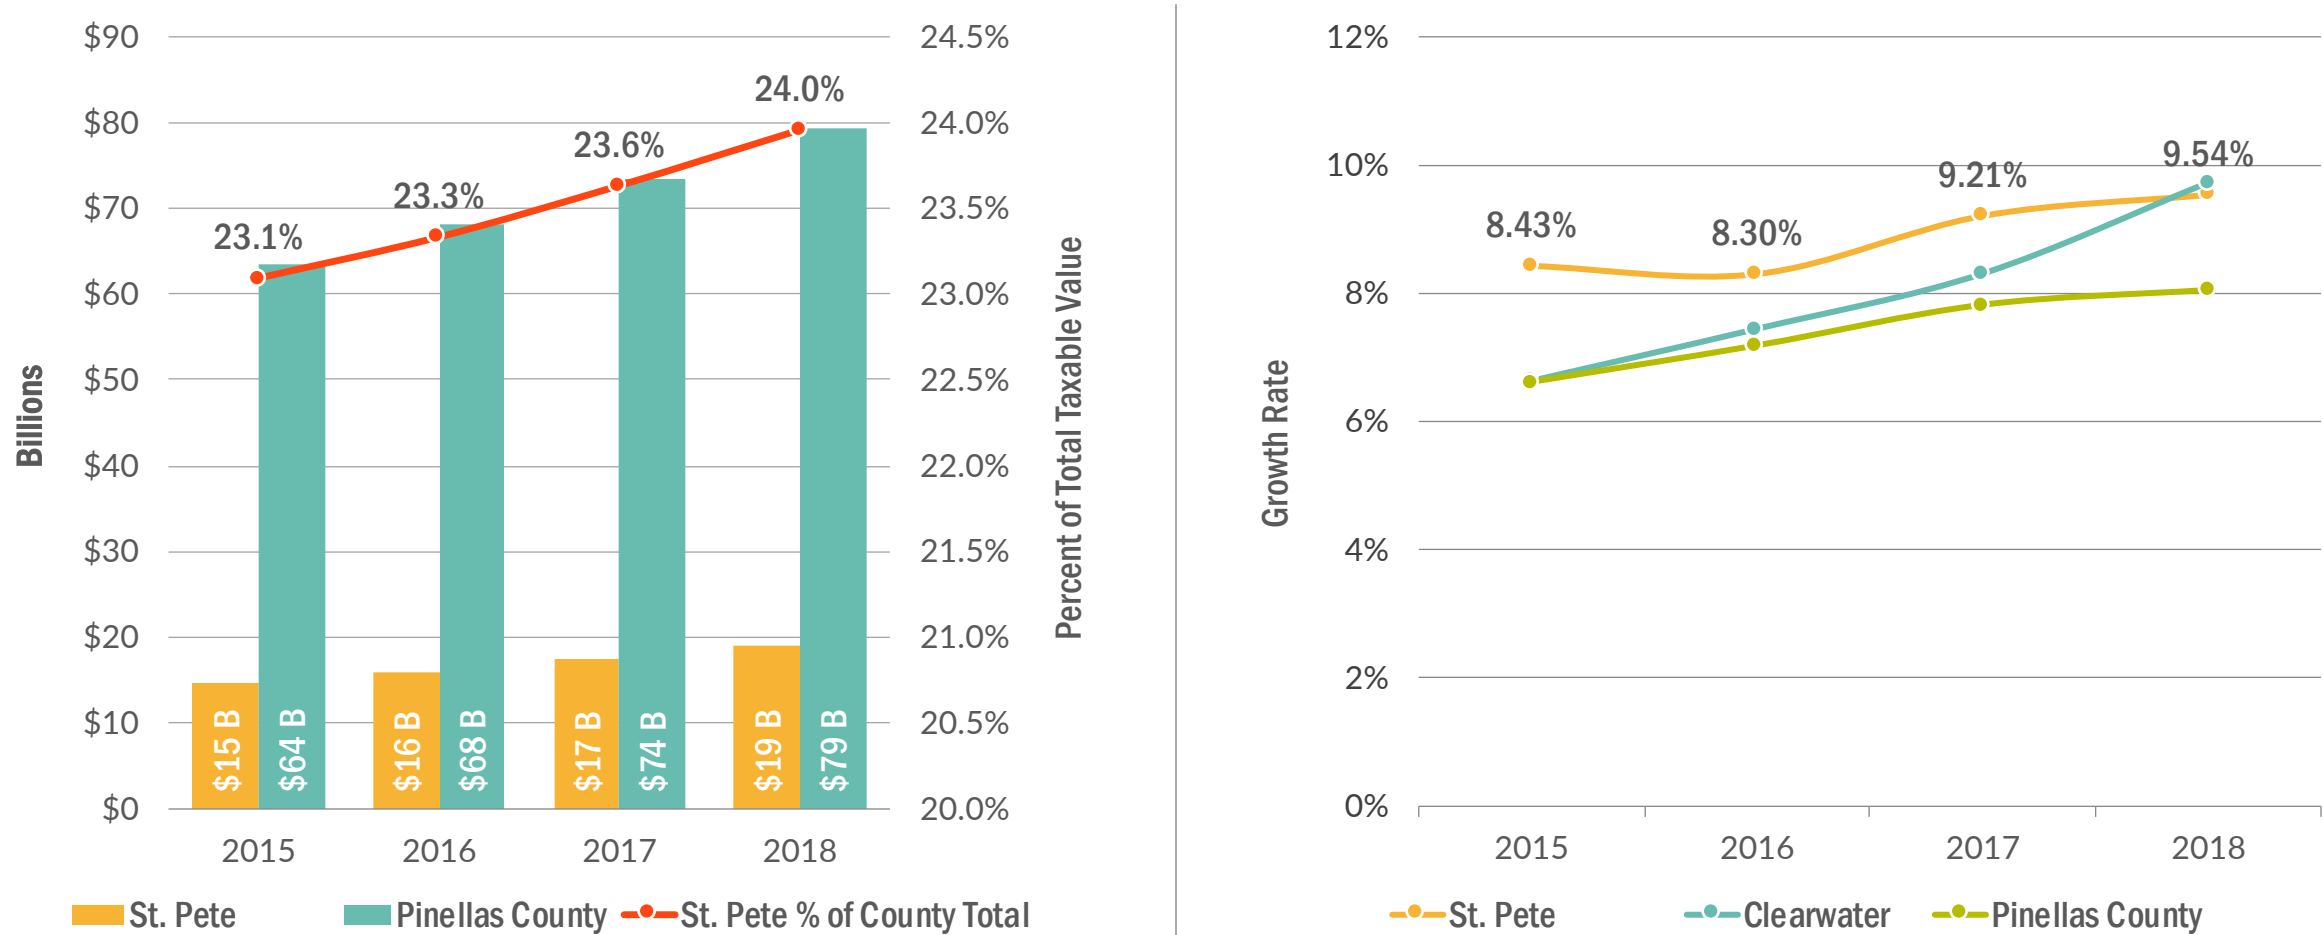 $90
$80
$70
$60
$50
$40
$30
$20
$10
$0
Billions
24.5%
24.0%
23.5%
23.0%
22.5%
22.0%
21.5%
21.0%
20.5%
20.0%
Percent of Total Taxable Value
23.1%
23.3%
23.6%
24.0%
$15 B
$64 B
$16 B
$68 B
$17 B
$74 B
$19 B
$79 B
2015 2016 2017 2018
St. Pete Pinellas County St. Pete % of County Total
12%
10%
8%
6%
4%
2%
0%
Growth Rate
8.43%
8.30%
9.21%
9.54%
2015 2016 2017 2018
St. Pete Clearwater Pinellas County